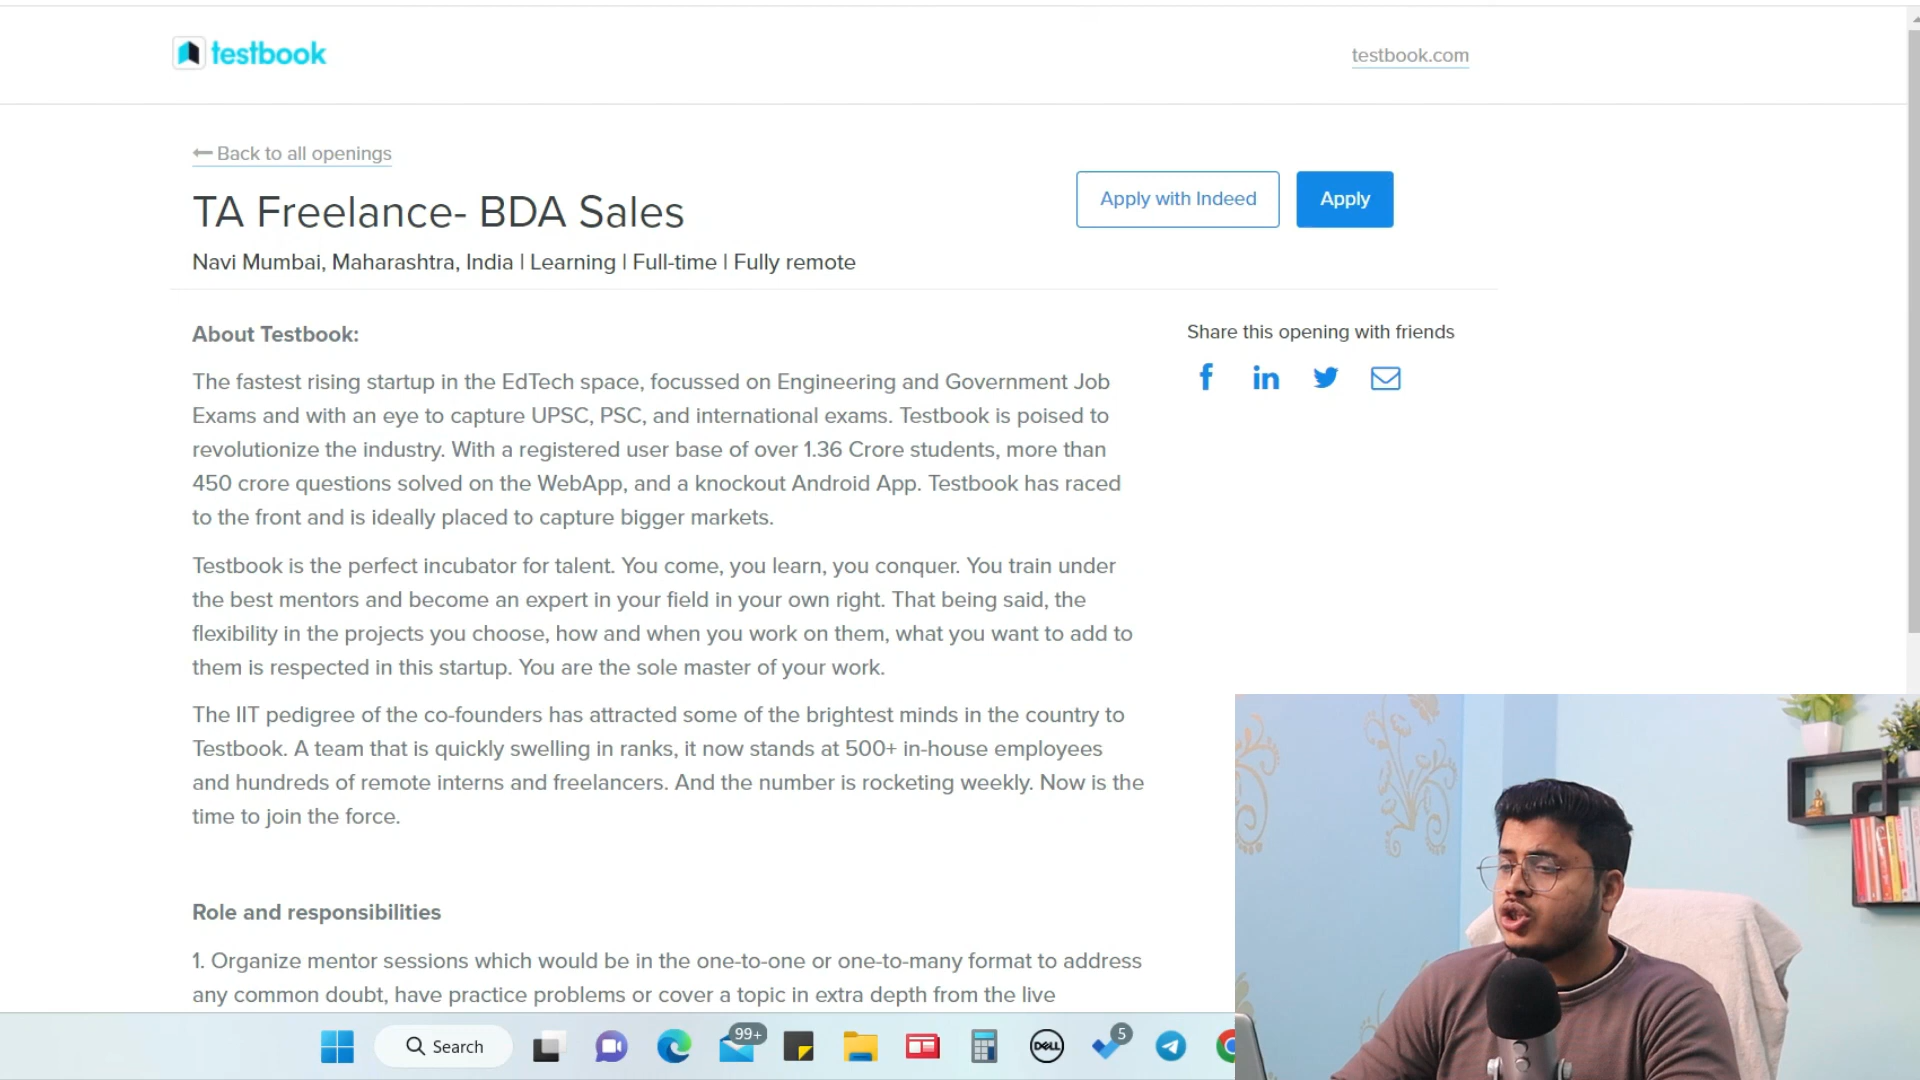 testbook
testbook.com
Back to all openings
TA Freelance- BDA Sales
Apply with Indeed
Apply
Navi Mumbai, Maharashtra, India | Learning | Full-time | Fully remote
About Testbook:
Share this opening with friends
The fastest rising startup in the EdTech space, focussed on Engineering and Government Job
Exams and with an eye to capture UPSC, PSC, and international exams. Testbook is poised to
revolutionize the industry. With a registered user base of over 1.36 Crore students, more than
450 crore questions solved on the WebApp, and a knockout Android App. Testbook has raced
to the front and is ideally placed to capture bigger markets.
Testbook is the perfect incubator for talent. You come, you learn, you conquer. You train under
the best mentors and become an expert in your field in your own right. That being said, the
flexibility in the projects you choose, how and when you work on them, what you want to add to
them is respected in this startup. You are the sole master of your work.
The IIT pedigree of the co-founders has attracted some of the brightest minds in the country to
Testbook. A team that is quickly swelling in ranks, it now stands at 500+ in-house employees
and hundreds of remote interns and freelancers. And the number is rocketing weekly. Now is the
time to join the force.
Role and responsibilities
1. Organize mentor sessions which would be in the one-to-one or one-to-many format to address
any common doubt, have practice problems or cover a topic in extra depth from the live
Search
99+
DELL
5